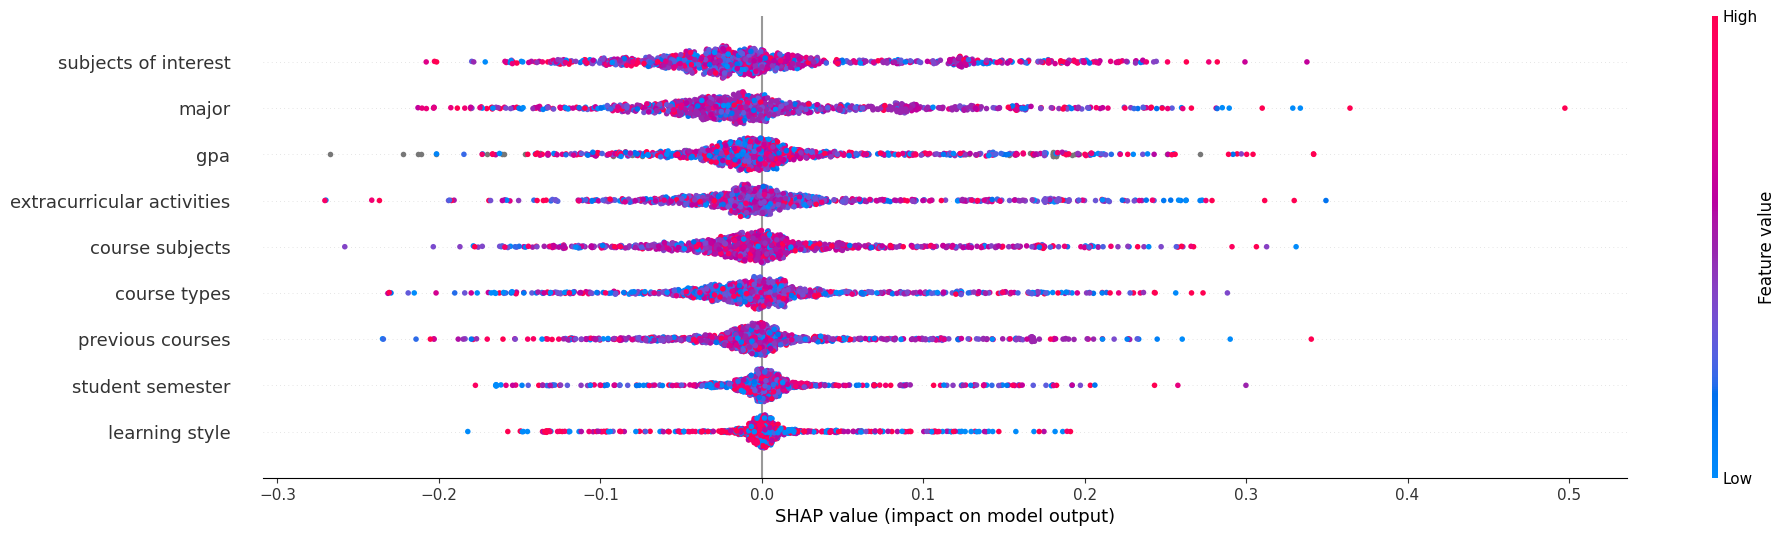 High
subjects of interest
major
gpa
extracurricular activities
course subjects
course types
previous courses
student semester
learning style
Feature value
Low
−0.3 −0.2 −0.1 0.0 0.1 0.2 0.3 0.4 0.5
SHAP value (impact on model output)